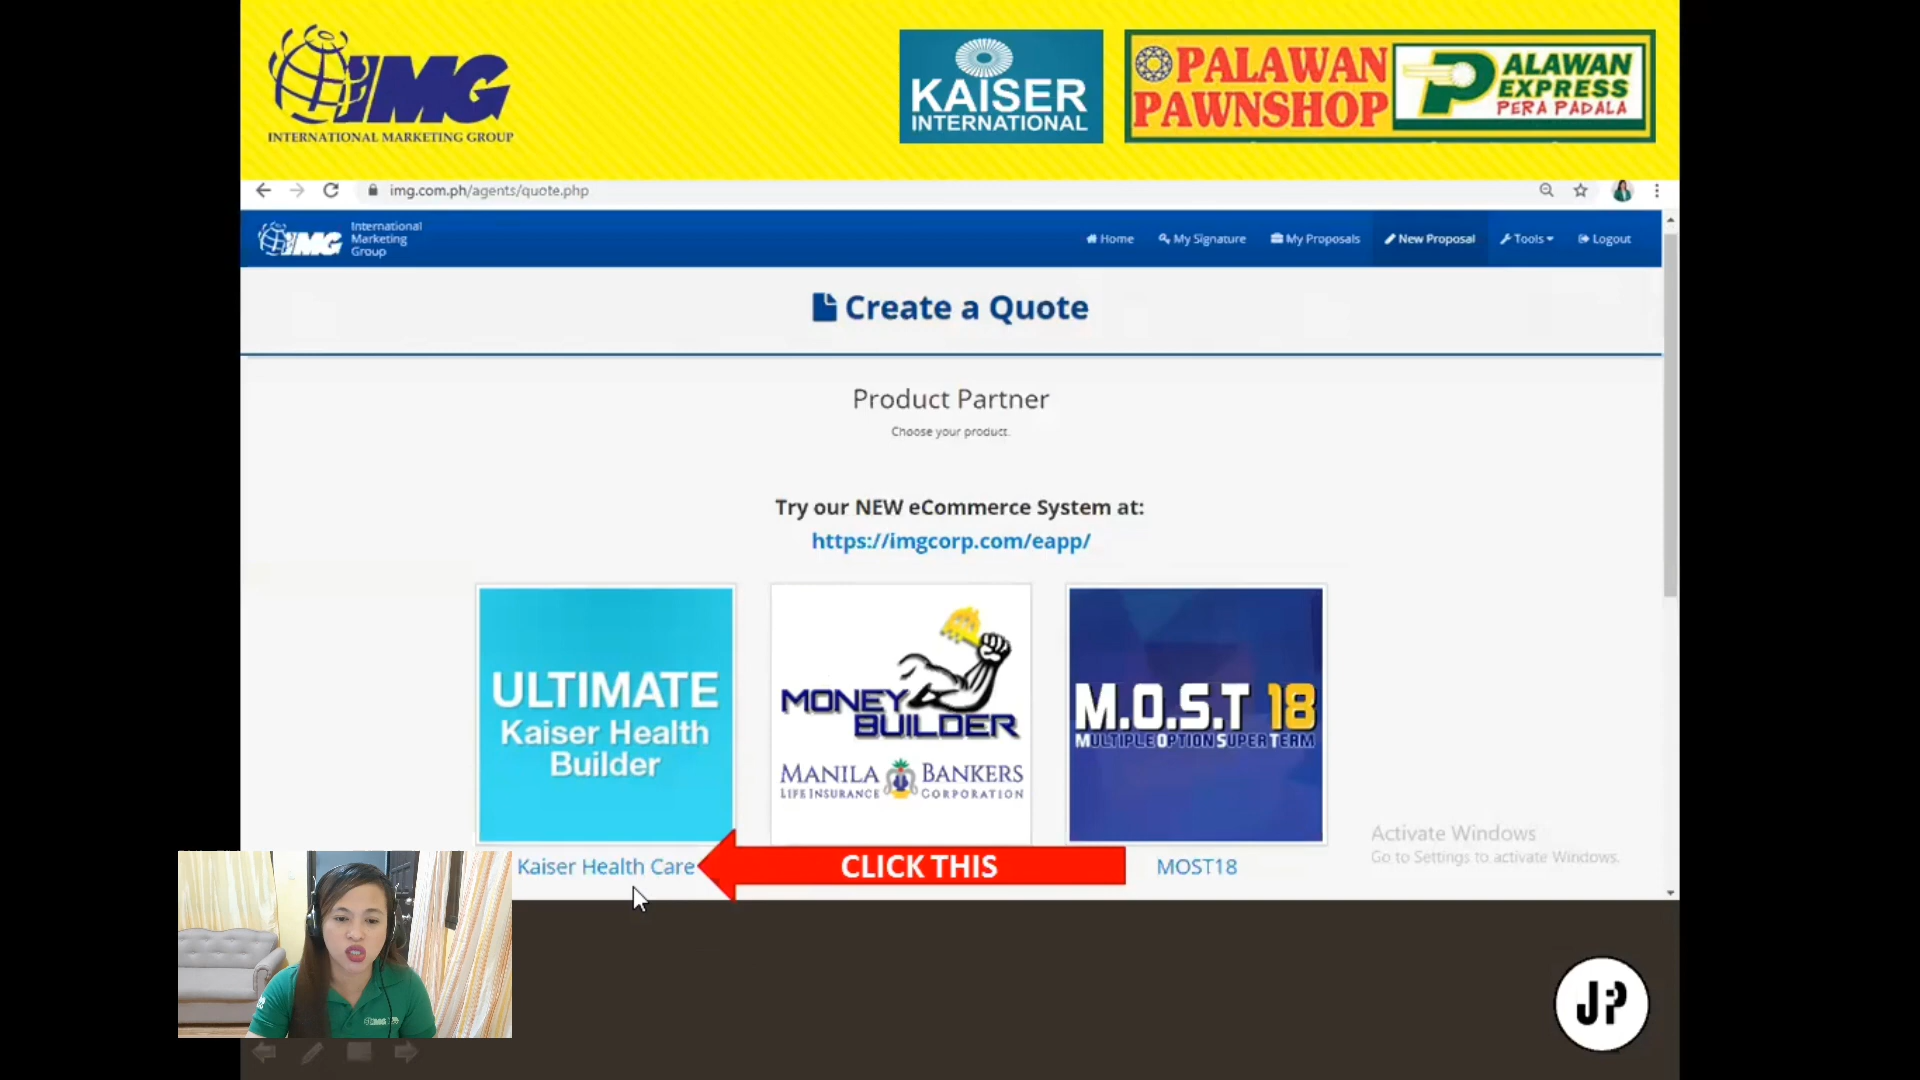 IMG
INTERNATIONAL MARKETING GROUP
KAISER
INTERNATIONAL
PALAWAN
PAWNSHOP
PALAWAN
EXPRESS
PERA PADALA
img.com.ph/agents/quote.php
IMG
International
Marketing
Group
Home
My Signature
My Proposals
New Proposal
Tools
Logout
Create a Quote
Product Partner
Choose your product.
Try our NEW eCommerce System at:
https://imgcorp.com/eapp/
ULTIMATE
Kaiser Health
Builder
MONEY
BUILDER
MANILA BANKERS
LIFE INSURANCE CORPORATION
M.O.S.T 18
MULTIPLE OPTION SUPER TERM
Kaiser Health Care
CLICK THIS
MOST18
Activate Windows
Go to Settings to activate Windows.
IMG
JP